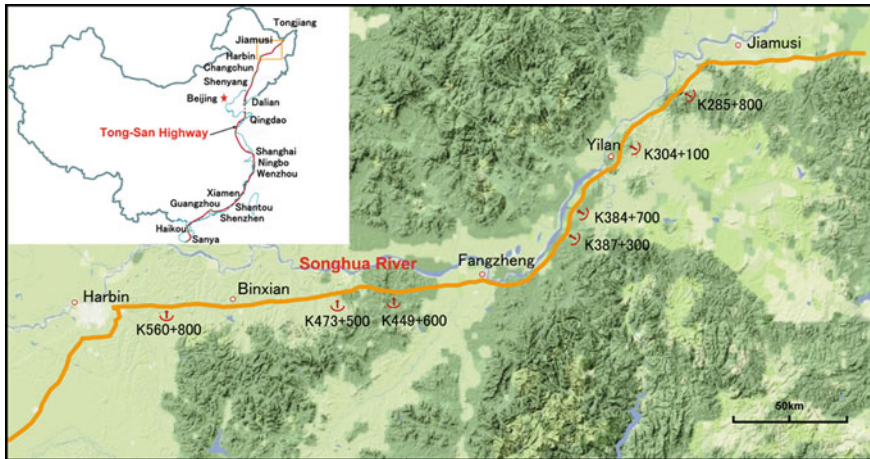 Tongjiang
Jiamusi
Harbin
Changchun
Shenyang
Beijing
Dalian
Qingdao
Tong-San Highway
Shanghai
Ningbo
Wenzhou
Xiamen
Guangzhou
Shantou
Shenzhen
Haikou
Sanya
Jiamusi
K285+800
Yilan
K304+100
K384+700
K387+300
Songhua River
Fangzheng
Harbin
Binxian
K560+800
K473+500
K449+600
50km